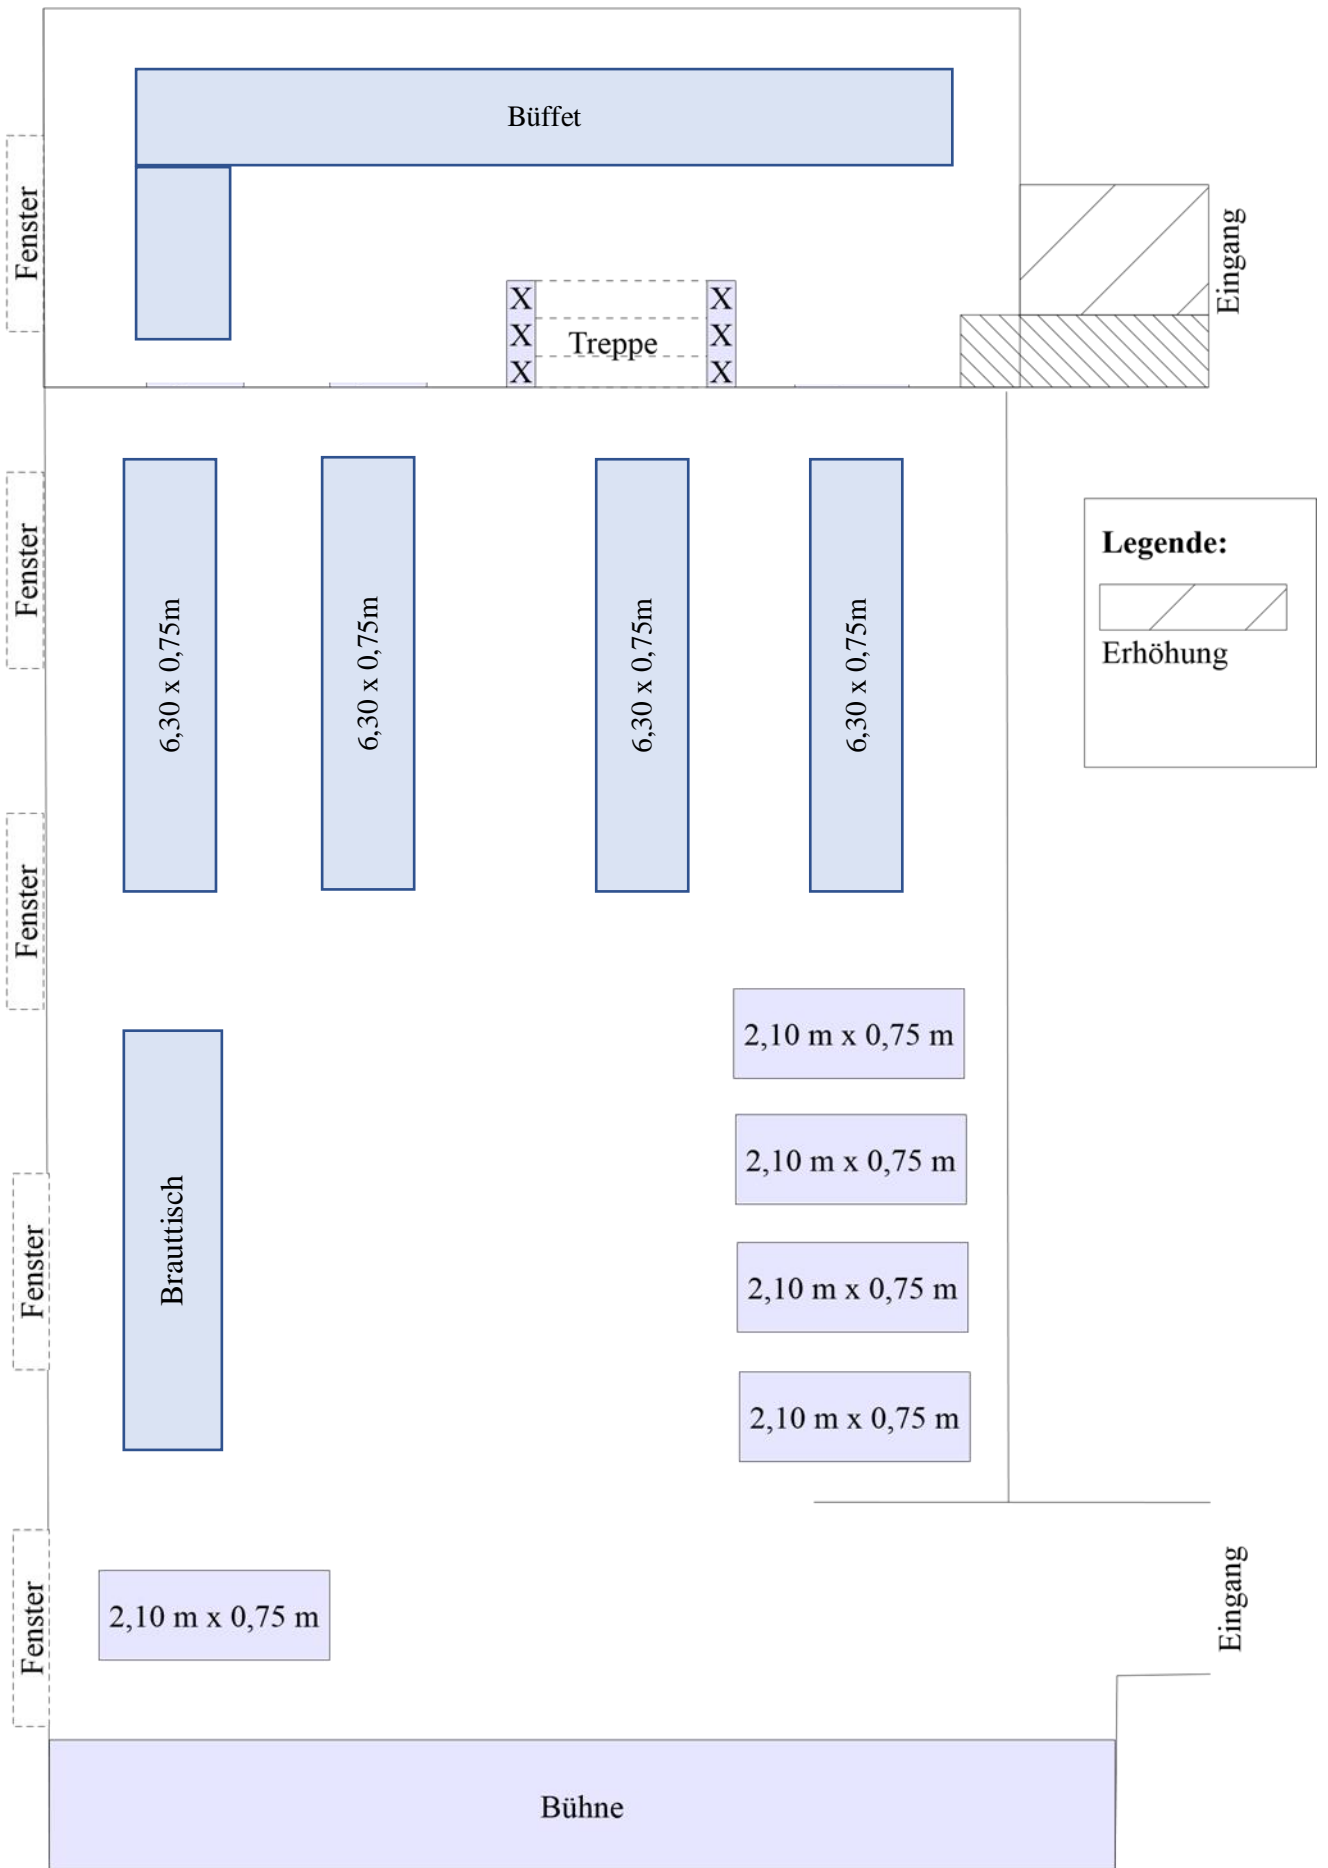 Büffet
Fenster
Eingang
X X
Treppe
X X
X X
Fenster
6,30 x 0,75m
6,30 x 0,75m
6,30 x 0,75m
6,30 x 0,75m
Legende:
Erhöhung
Fenster
2,10 m x 0,75 m
2,10 m x 0,75 m
Brauttisch
Fenster
2,10 m x 0,75 m
2,10 m x 0,75 m
Fenster
2,10 m x 0,75 m
Eingang
Bühne